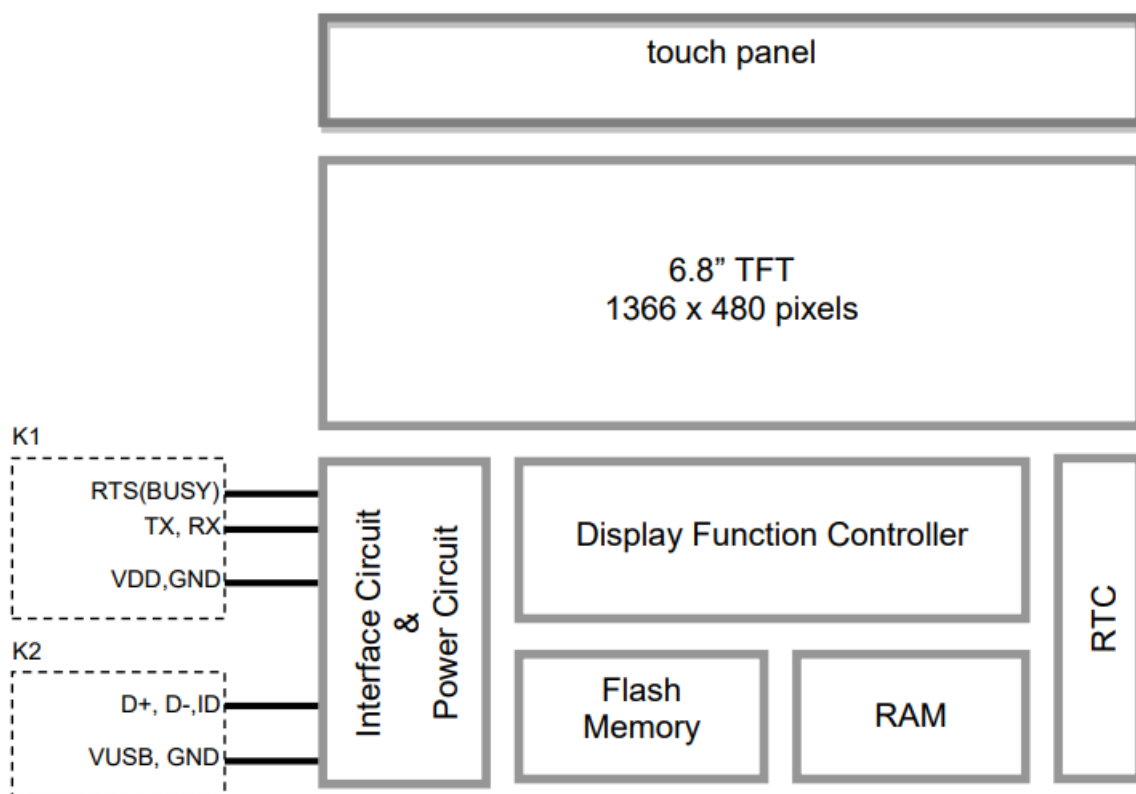 touch panel
6.8” TFT
1366 x 480 pixels
K1
RTS(BUSY)
TX, RX
VDD,GND
K2
D+, D-,ID
VUSB, GND
Interface Circuit
&
Power Circuit
Display Function Controller
Flash
Memory
RAM
RTC